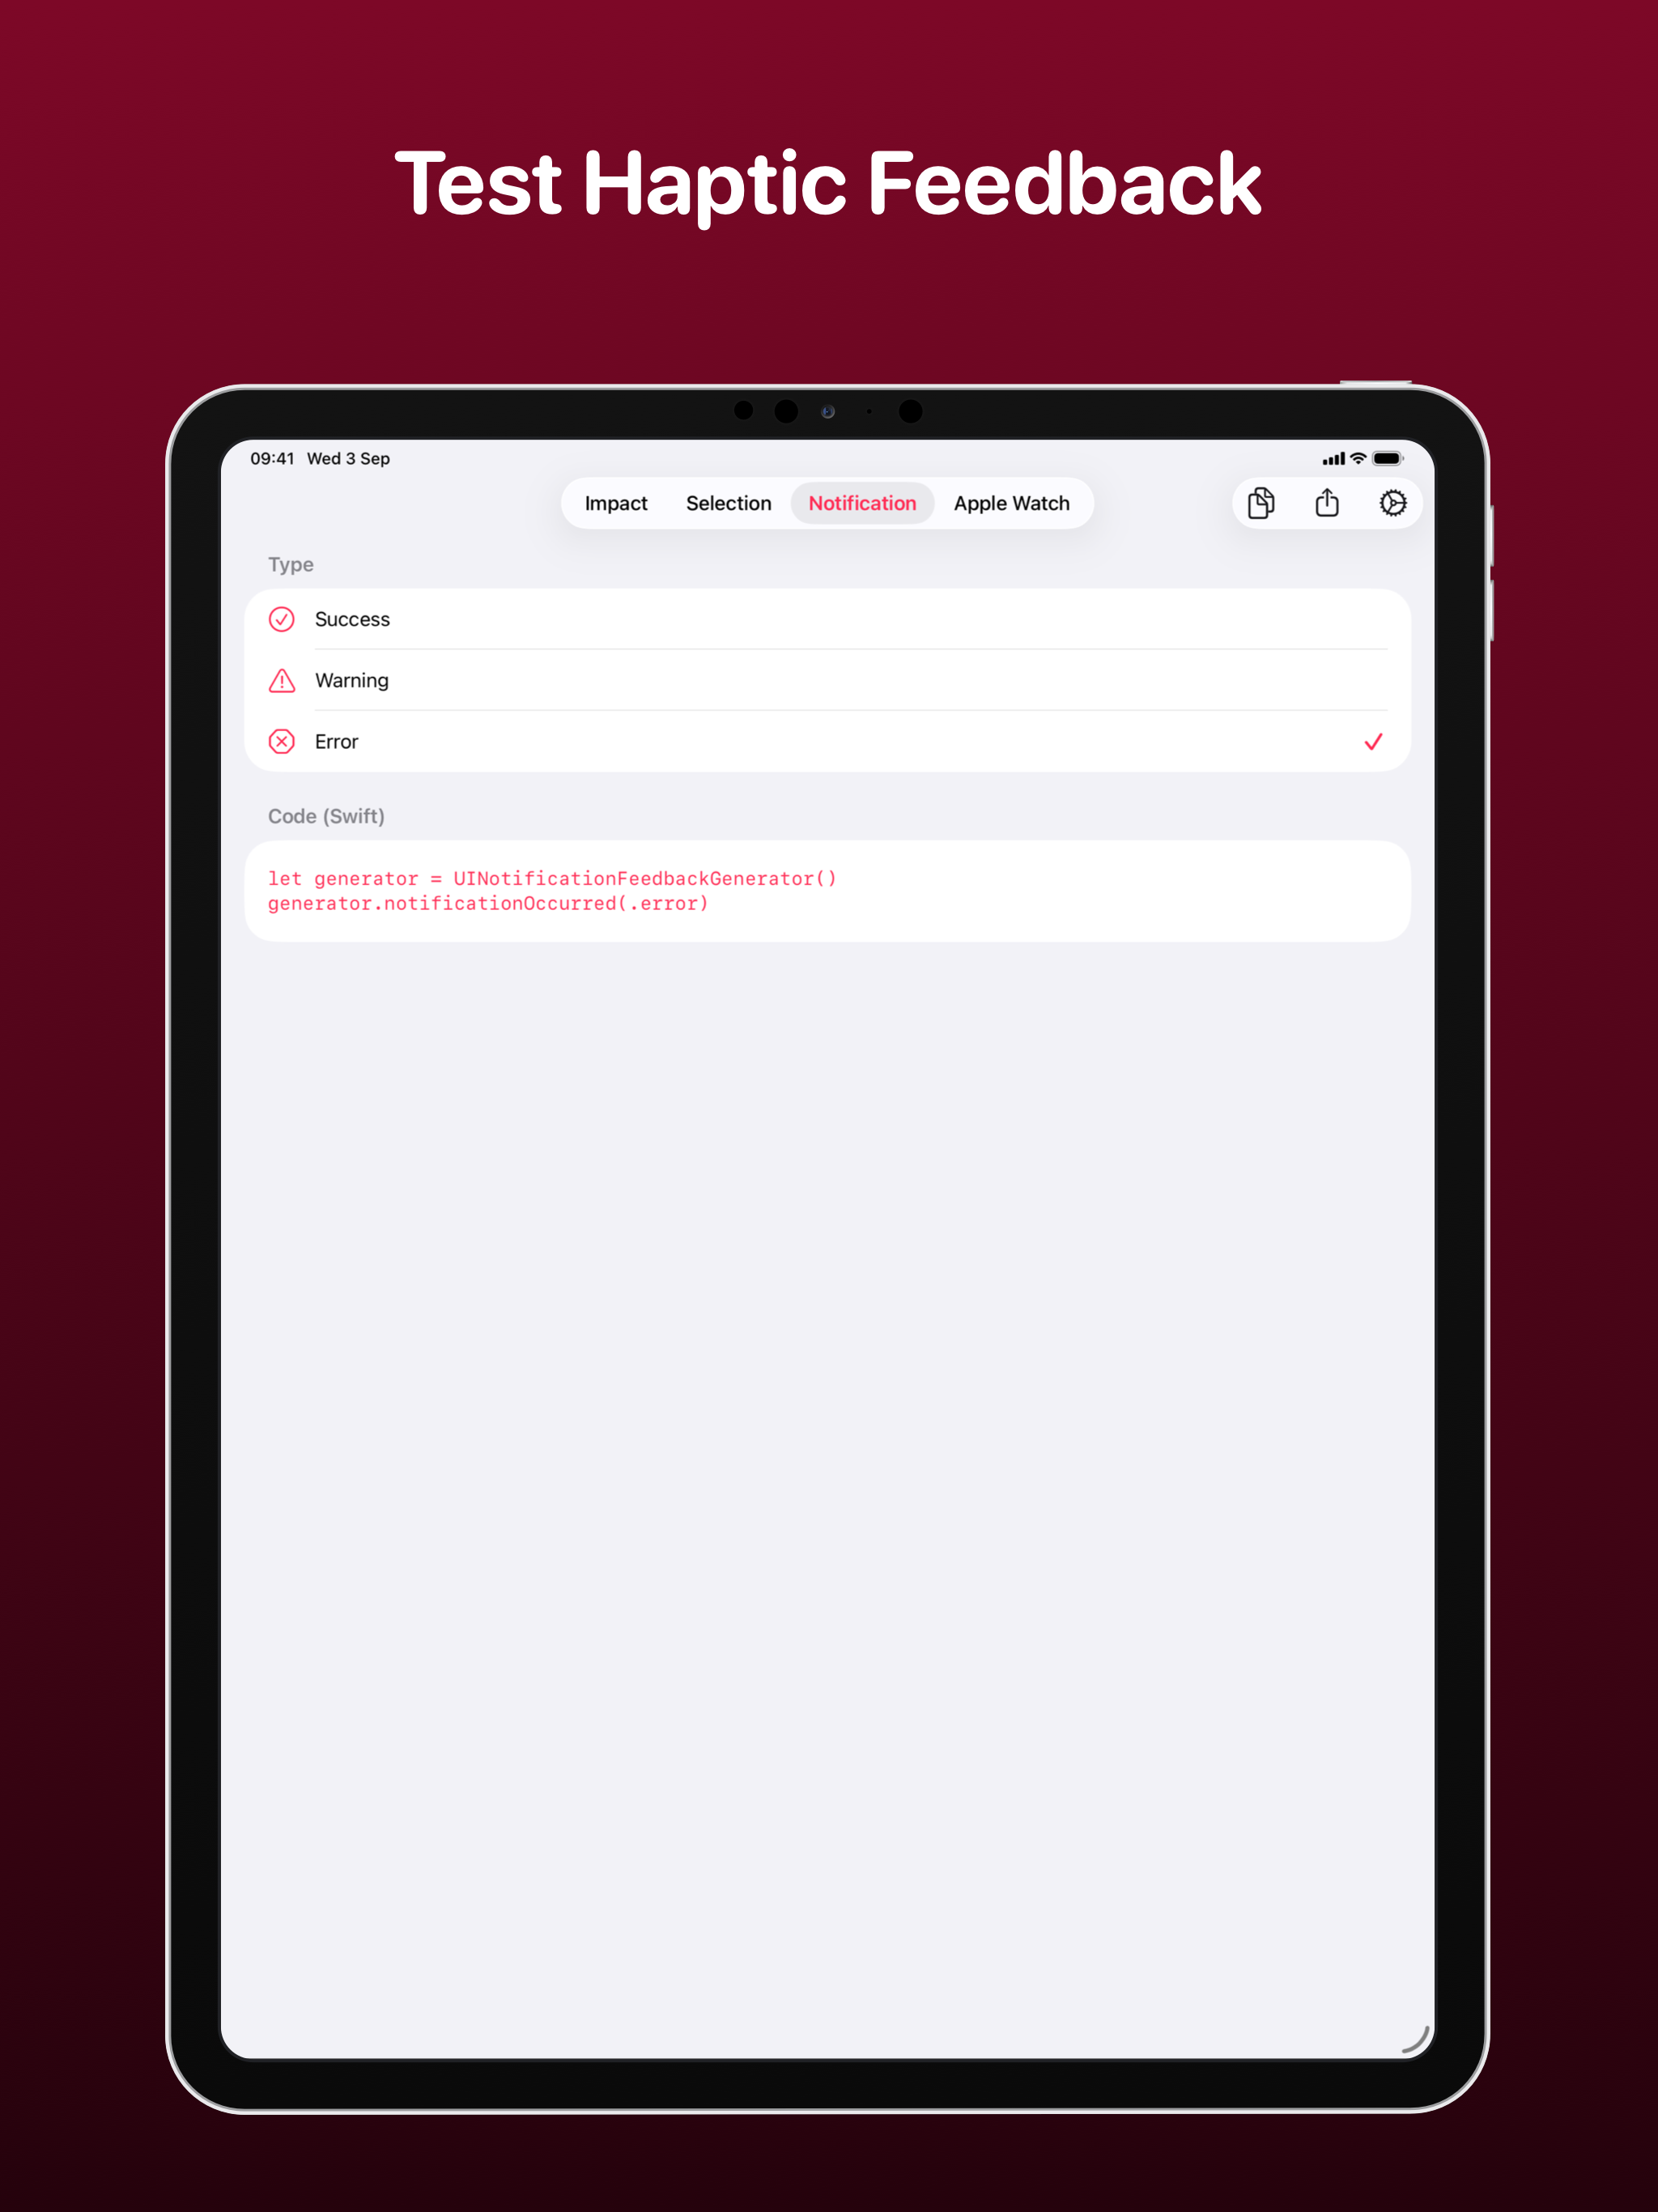 Test Haptic Feedback
09:41 Wed 3 Sep
Impact Selection Notification Apple Watch
Type
Success
Warning
Error
Code (Swift)
let generator = UINotificationFeedbackGenerator()
generator.notificationOccurred(.error)